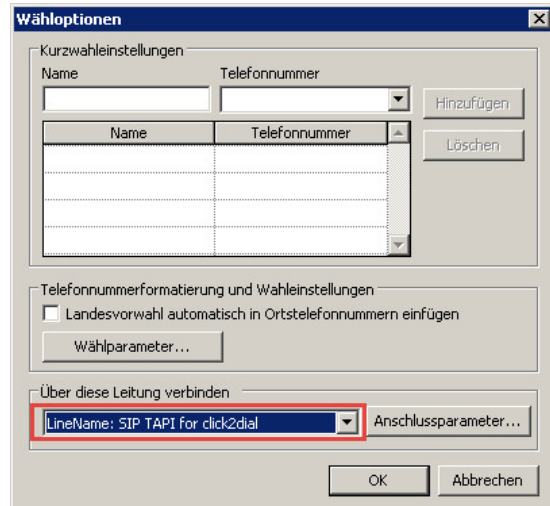 Wähloptionen
Kurzwahleinstellungen
Name Telefonnummer
Hinzufügen
Name Telefonnummer
Löschen
Telefonnummerformatierung und Wahleinstellungen
Landesvorwahl automatisch in Ortstelefonnummern einfügen
Wählparameter...
Über diese Leitung verbinden
LineName: SIP TAPI for click2dial Anschlussparameter...
OK Abbrechen